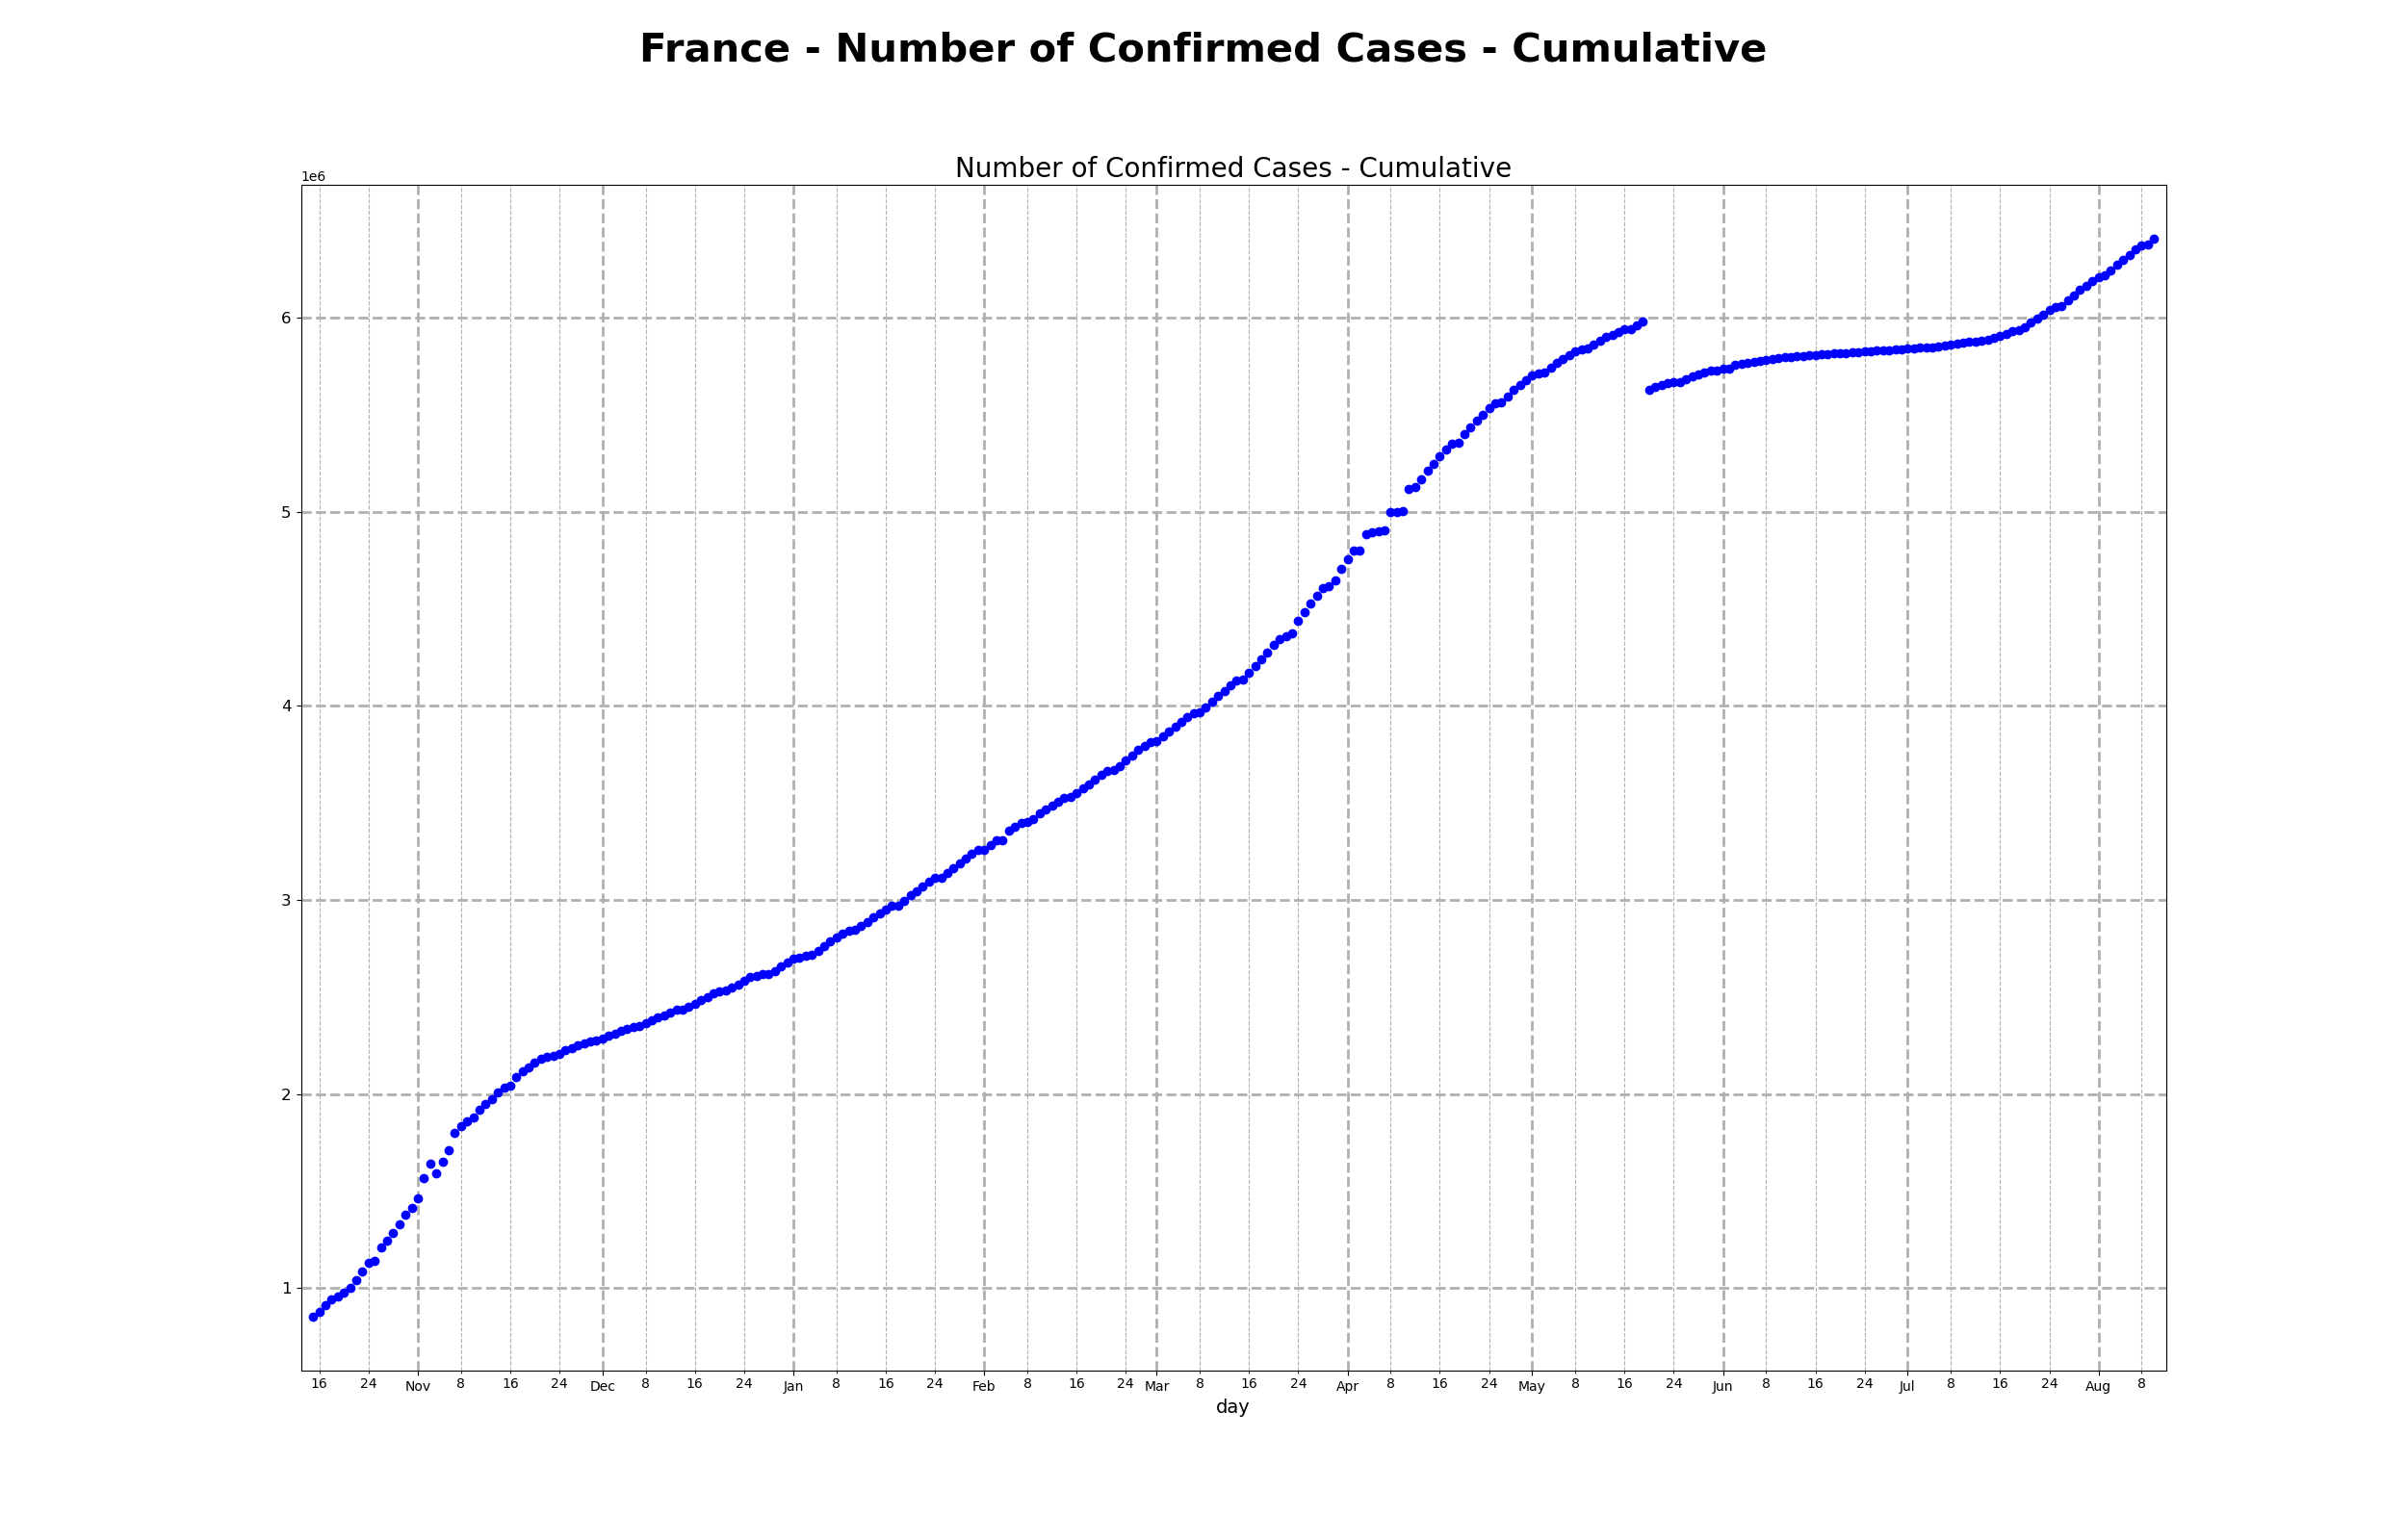 France - Number of Confirmed Cases - Cumulative
Number of Confirmed Cases - Cumulative
1e6
6
5
4
3
2
1
16 24 Nov 8 16 24 Dec 8 16 24 Jan 8 16 24 Feb 8 16 24 Mar 8 16 24 Apr 8 16 24 May 8 16 24 Jun 8 16 24 Jul 8 16 24 Aug 8
day